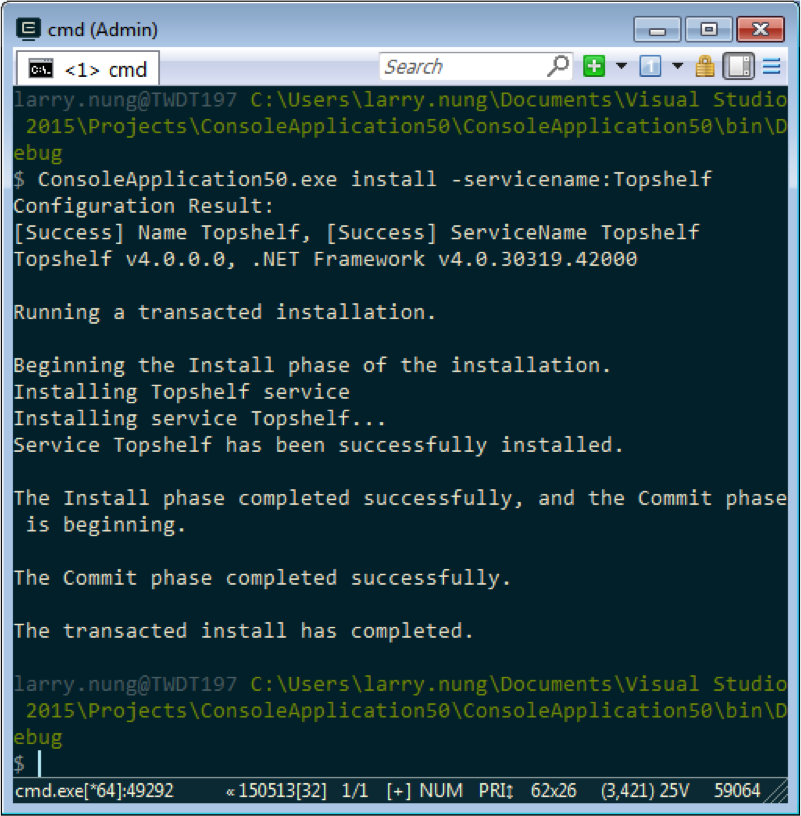 cmd (Admin)
<1> cmd
Search
1
larry.nung@TWDT197 C:\Users\larry.nung\Documents\Visual Studio
2015\Projects\ConsoleApplication50\ConsoleApplication50\bin\D
ebug
$ ConsoleApplication50.exe install -servicename:Topshelf
Configuration Result:
[Success] Name Topshelf, [Success] ServiceName Topshelf
Topshelf v4.0.0.0, .NET Framework v4.0.30319.42000
Running a transacted installation.
Beginning the Install phase of the installation.
Installing Topshelf service
Installing service Topshelf...
Service Topshelf has been successfully installed.
The Install phase completed successfully, and the Commit phase
is beginning.
The Commit phase completed successfully.
The transacted install has completed.
larry.nung@TWDT197 C:\Users\larry.nung\Documents\Visual Studio
2015\Projects\ConsoleApplication50\ConsoleApplication50\bin\D
ebug
$
cmd.exe[*64]:49292 «150513[32] 1/1 [+] NUM PRI↕ 62x26 (3,421) 25V 59064